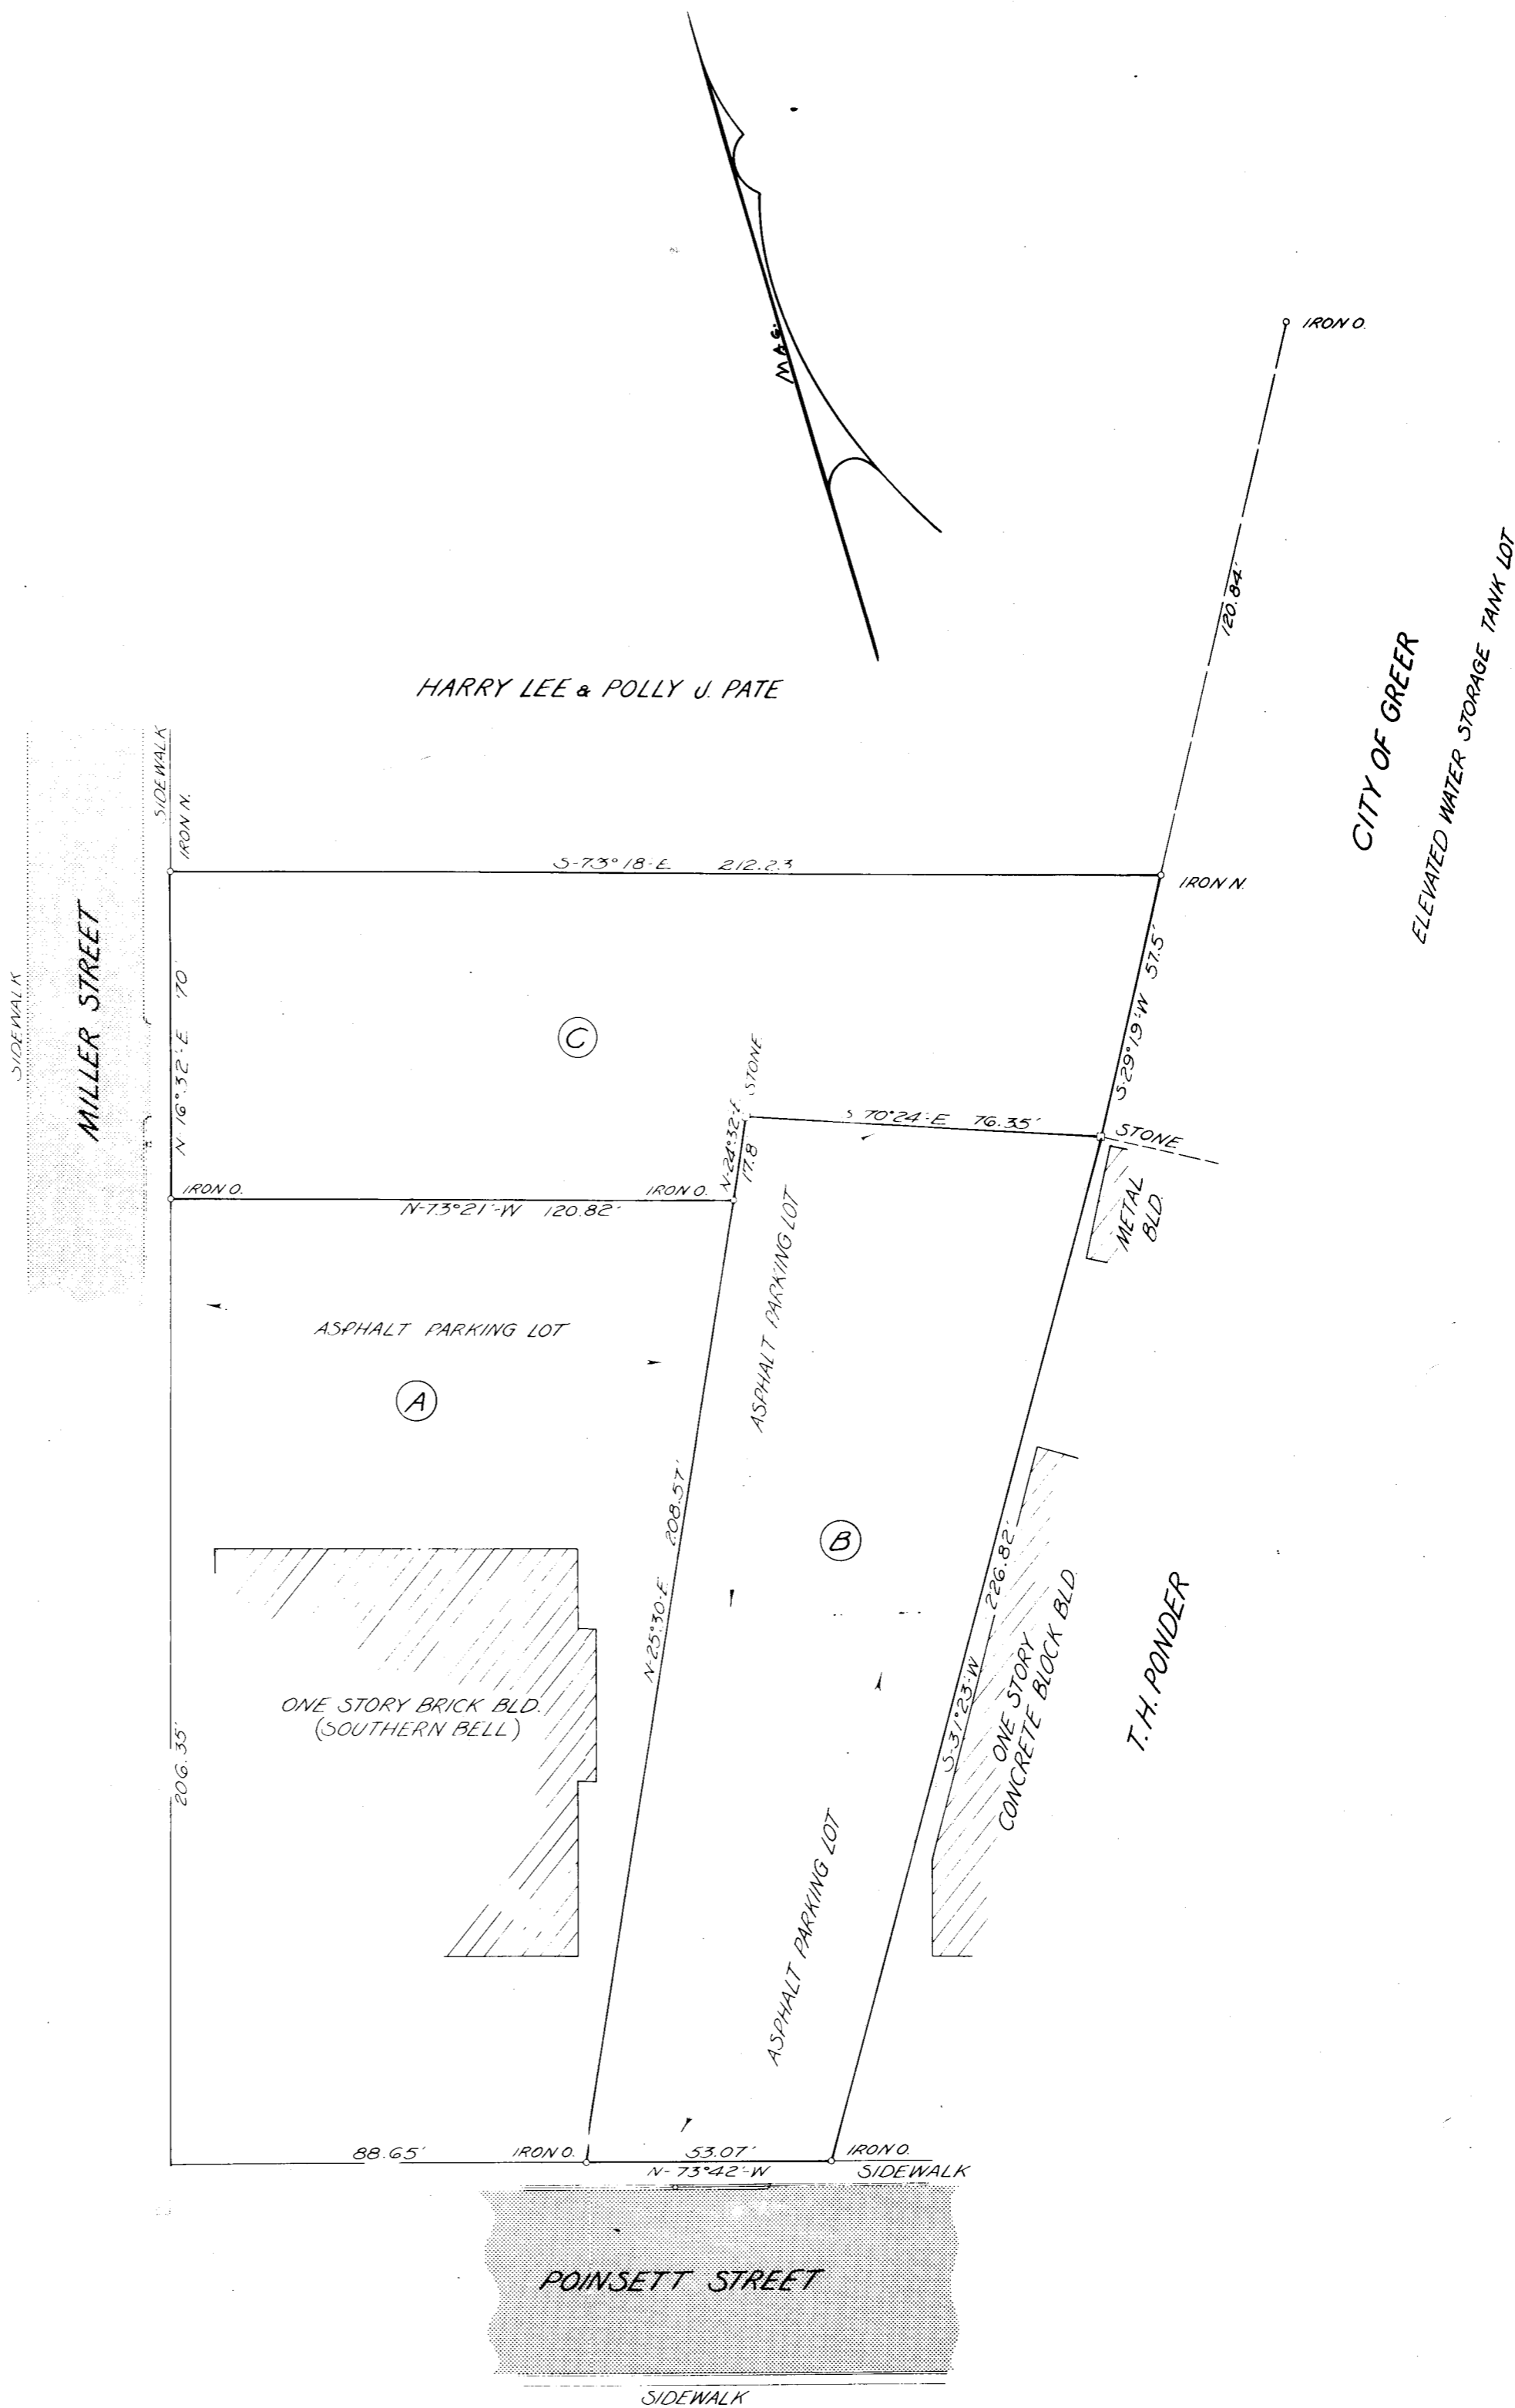 MAG.
IRON O.
120.84'
CITY OF GREER
ELEVATED WATER STORAGE TANK LOT
HARRY LEE & POLLY J. PATE
SIDEWALK
IRON N.
S-73°18-E 212.23
IRON N.
SIDEWALK
MILLER STREET
N 16°32'-E 70'
C
S-29°19'-W 57.5'
STONE
N-24°32'-E
17.8
S 70°24'-E 76.35'
STONE
IRON O.
IRON O.
N-73°21'-W 120.82'
METAL
BLD.
ASPHALT PARKING LOT
ASPHALT PARKING LOT
A
N-25°30-E 208.57'
B
S-31°23'-W 226.82'
ONE STORY
CONCRETE BLOCK BLD.
T.H. PONDER
ONE STORY BRICK BLD.
(SOUTHERN BELL)
206.35'
ASPHALT PARKING LOT
88.65'
IRON O.
53.07'
N-73°42'-W
IRON O.
SIDEWALK
POINSETT STREET
SIDEWALK